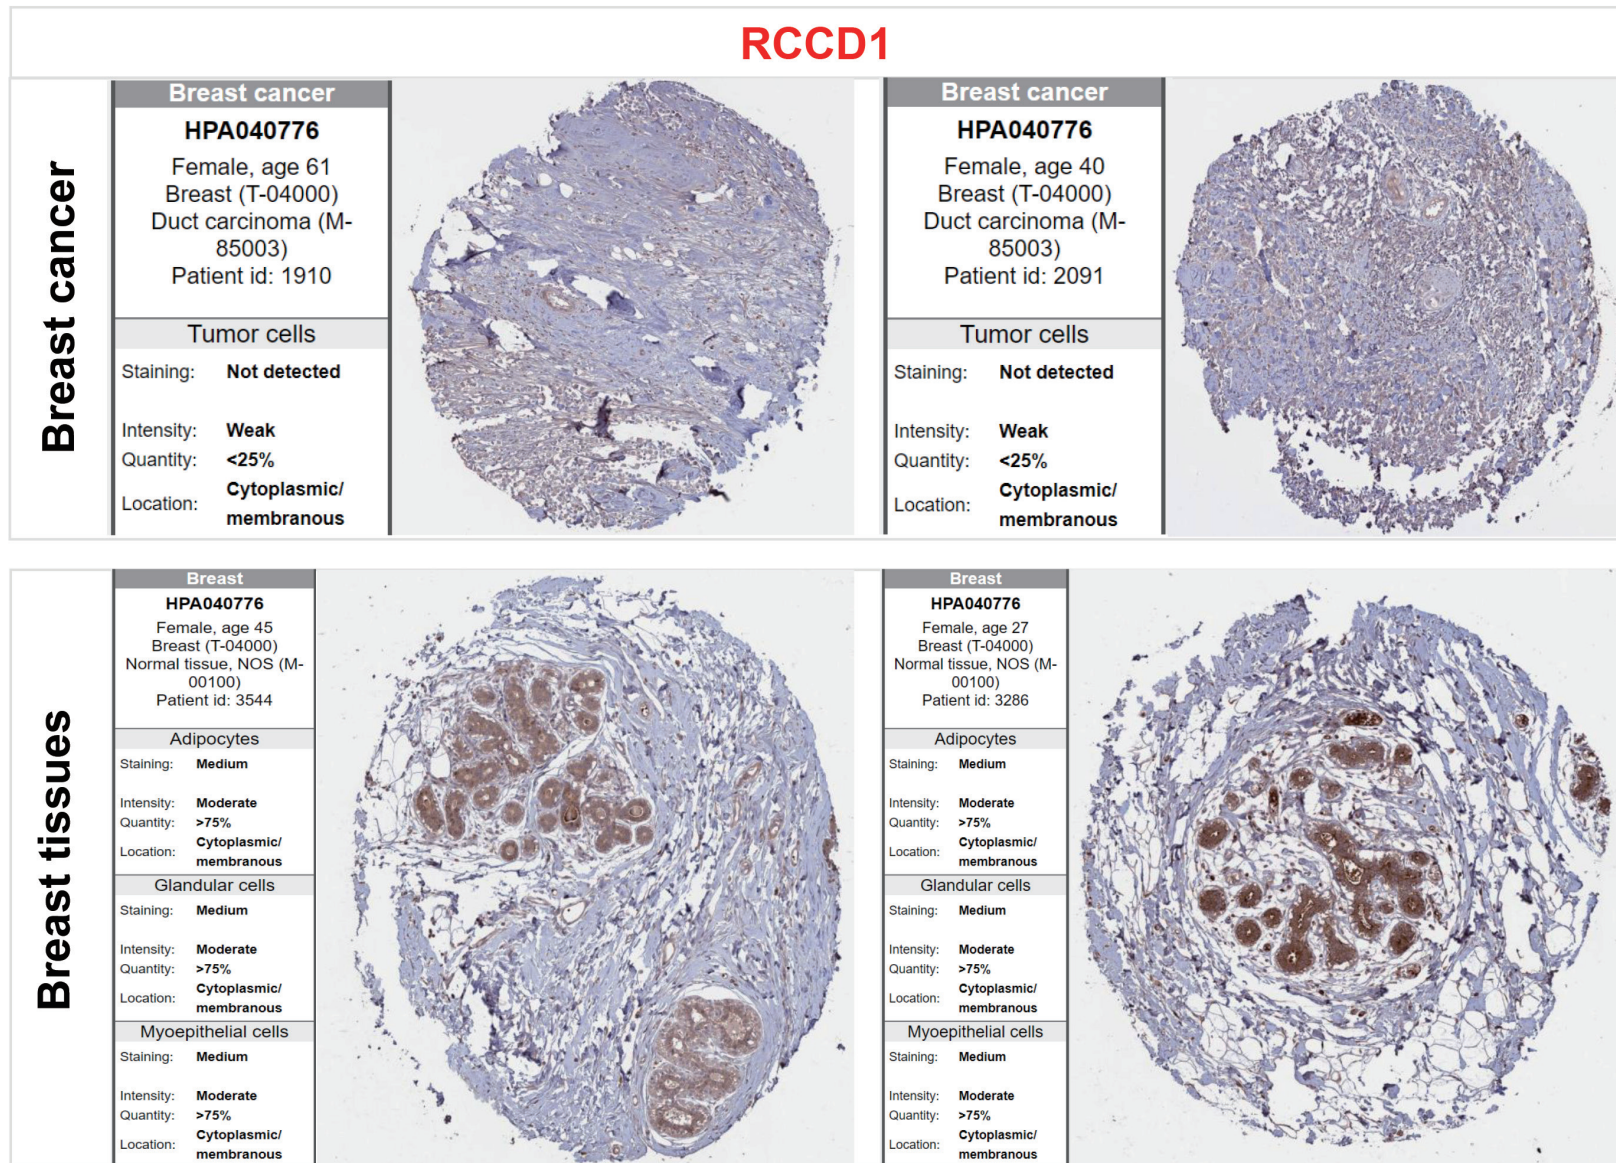 RCCD1
Breast cancer
Breast cancer
HPA040776
Female, age 61
Breast (T-04000)
Duct carcinoma (M-
85003)
Patient id: 1910
Tumor cells
Staining: Not detected
Intensity: Weak
Quantity: <25%
Location: Cytoplasmic/
membranous
Breast cancer
HPA040776
Female, age 40
Breast (T-04000)
Duct carcinoma (M-
85003)
Patient id: 2091
Tumor cells
Staining: Not detected
Intensity: Weak
Quantity: <25%
Location: Cytoplasmic/
membranous
Breast tissues
Breast
HPA040776
Female, age 45
Breast (T-04000)
Normal tissue, NOS (M-
00100)
Patient id: 3544
Adipocytes
Staining: Medium
Intensity: Moderate
Quantity: >75%
Location: Cytoplasmic/
membranous
Glandular cells
Staining: Medium
Intensity: Moderate
Quantity: >75%
Location: Cytoplasmic/
membranous
Myoepithelial cells
Staining: Medium
Intensity: Moderate
Quantity: >75%
Location: Cytoplasmic/
membranous
Breast
HPA040776
Female, age 27
Breast (T-04000)
Normal tissue, NOS (M-
00100)
Patient id: 3286
Adipocytes
Staining: Medium
Intensity: Moderate
Quantity: >75%
Location: Cytoplasmic/
membranous
Glandular cells
Staining: Medium
Intensity: Moderate
Quantity: >75%
Location: Cytoplasmic/
membranous
Myoepithelial cells
Staining: Medium
Intensity: Moderate
Quantity: >75%
Location: Cytoplasmic/
membranous